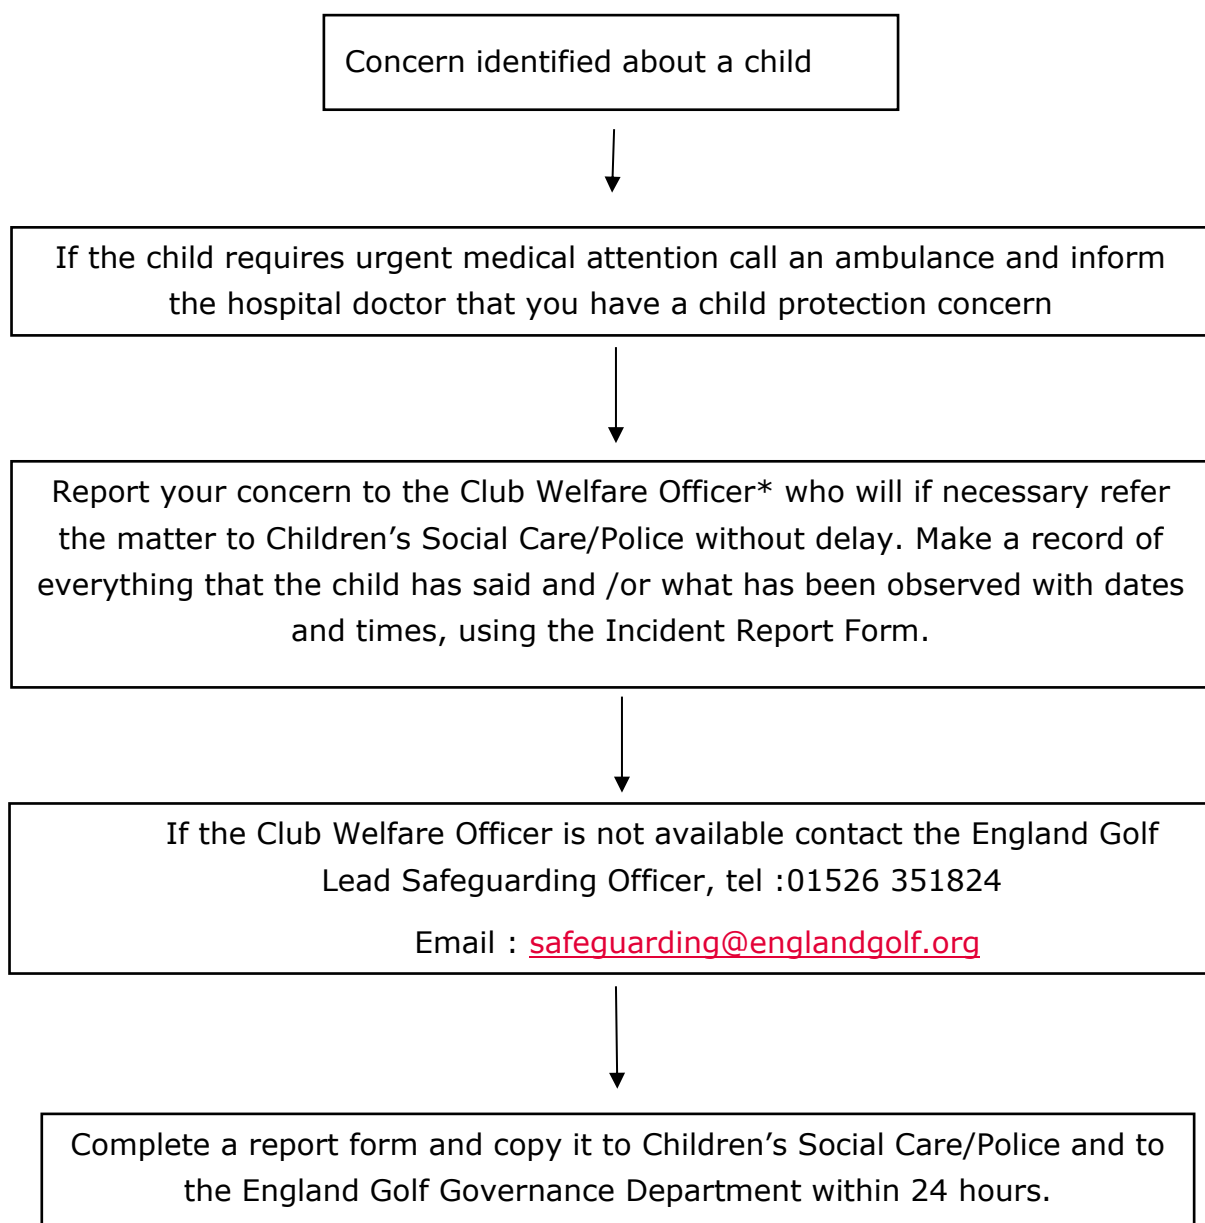 Concern identified about a child
If the child requires urgent medical attention call an ambulance and inform
the hospital doctor that you have a child protection concern
Report your concern to the Club Welfare Officer* who will if necessary refer
the matter to Children’s Social Care/Police without delay. Make a record of
everything that the child has said and /or what has been observed with dates
and times, using the Incident Report Form.
If the Club Welfare Officer is not available contact the England Golf
Lead Safeguarding Officer, tel :01526 351824
Email : safeguarding@englandgolf.org
Complete a report form and copy it to Children’s Social Care/Police and to
the England Golf Governance Department within 24 hours.